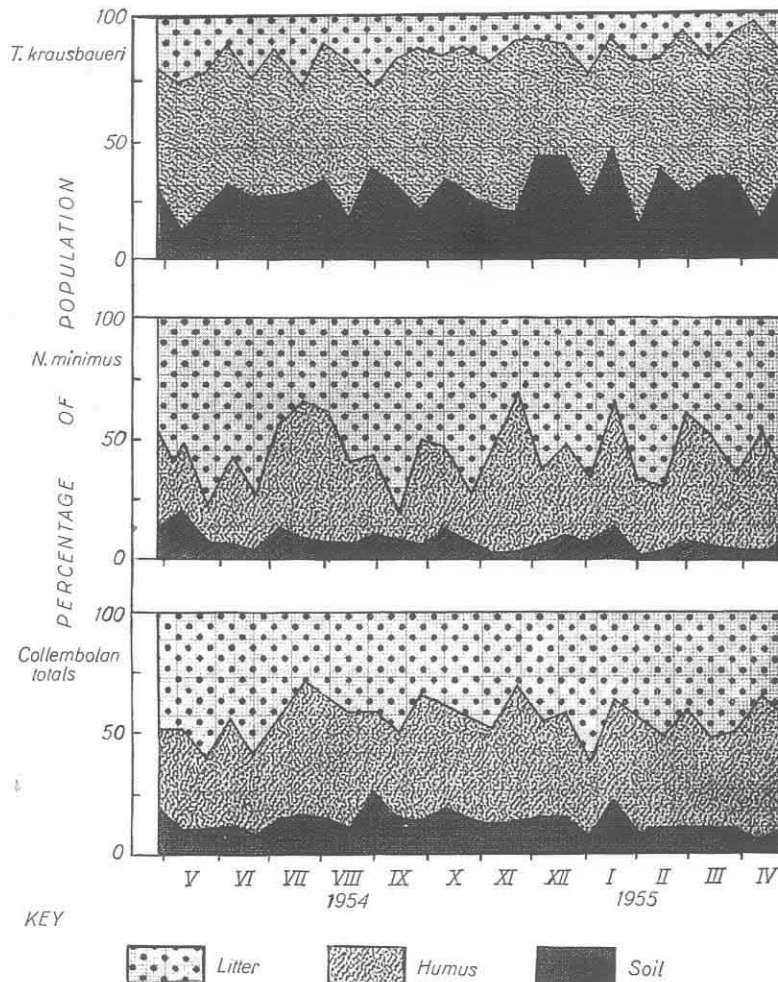 100
T. krausbaueri
50
0
100
N. minimus
50
0
100
Collembolan
totals
50
0
PERCENTAGE OF POPULATION
V VI VII VIII IX X XI XII I II III IV
1954 1955
KEY
Litter Humus Soil